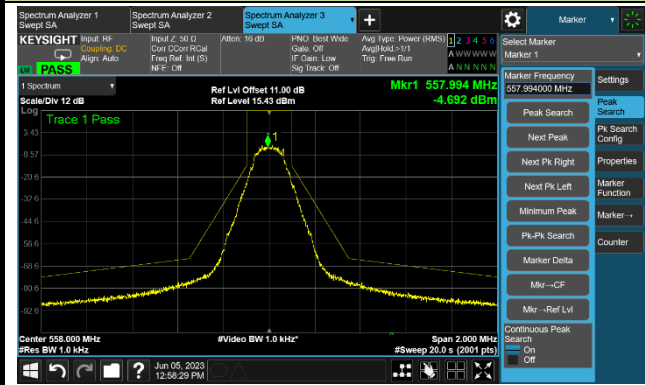 Spectrum Analyzer 1
Swept SA
Spectrum Analyzer 2
Swept SA
Spectrum Analyzer 3
Swept SA
+
Marker
KEYSIGHT
Input: RF
Coupling: DC
Align: Auto
Input Z: 50 Ω
Corr CCorr RCal
Freq Ref: Int (S)
NFE: Off
Atten: 16 dB
PNO: Best Wide
Gate: Off
IF Gain: Low
Sig Track: Off
Avg Type: Power (RMS)
Avg|Hold:>1/1
Trig: Free Run
1 2 3 4 5 6
A W W W W W
A N N N N N
LXI
PASS
Select Marker
Marker 1
1 Spectrum
Scale/Div 12 dB
Ref Lvl Offset 11.00 dB
Ref Level 15.43 dBm
Mkr1 557.994 MHz
-4.692 dBm
Log
Trace 1 Pass
1
3.43
-8.57
-20.6
-32.6
-44.6
-56.6
-68.6
-80.6
-92.6
Center 558.000 MHz
#Res BW 1.0 kHz
#Video BW 1.0 kHz*
Span 2.000 MHz
#Sweep 20.0 s (2001 pts)
Marker Frequency
557.994000 MHz
Peak Search
Next Peak
Next Pk Right
Next Pk Left
Minimum Peak
Pk-Pk Search
Marker Delta
Mkr→CF
Mkr→Ref Lvl
Continuous Peak
Search
On
Off
Settings
Peak
Search
Pk Search
Config
Properties
Marker
Function
Marker→
Counter
?
Jun 05, 2023
12:58:29 PM